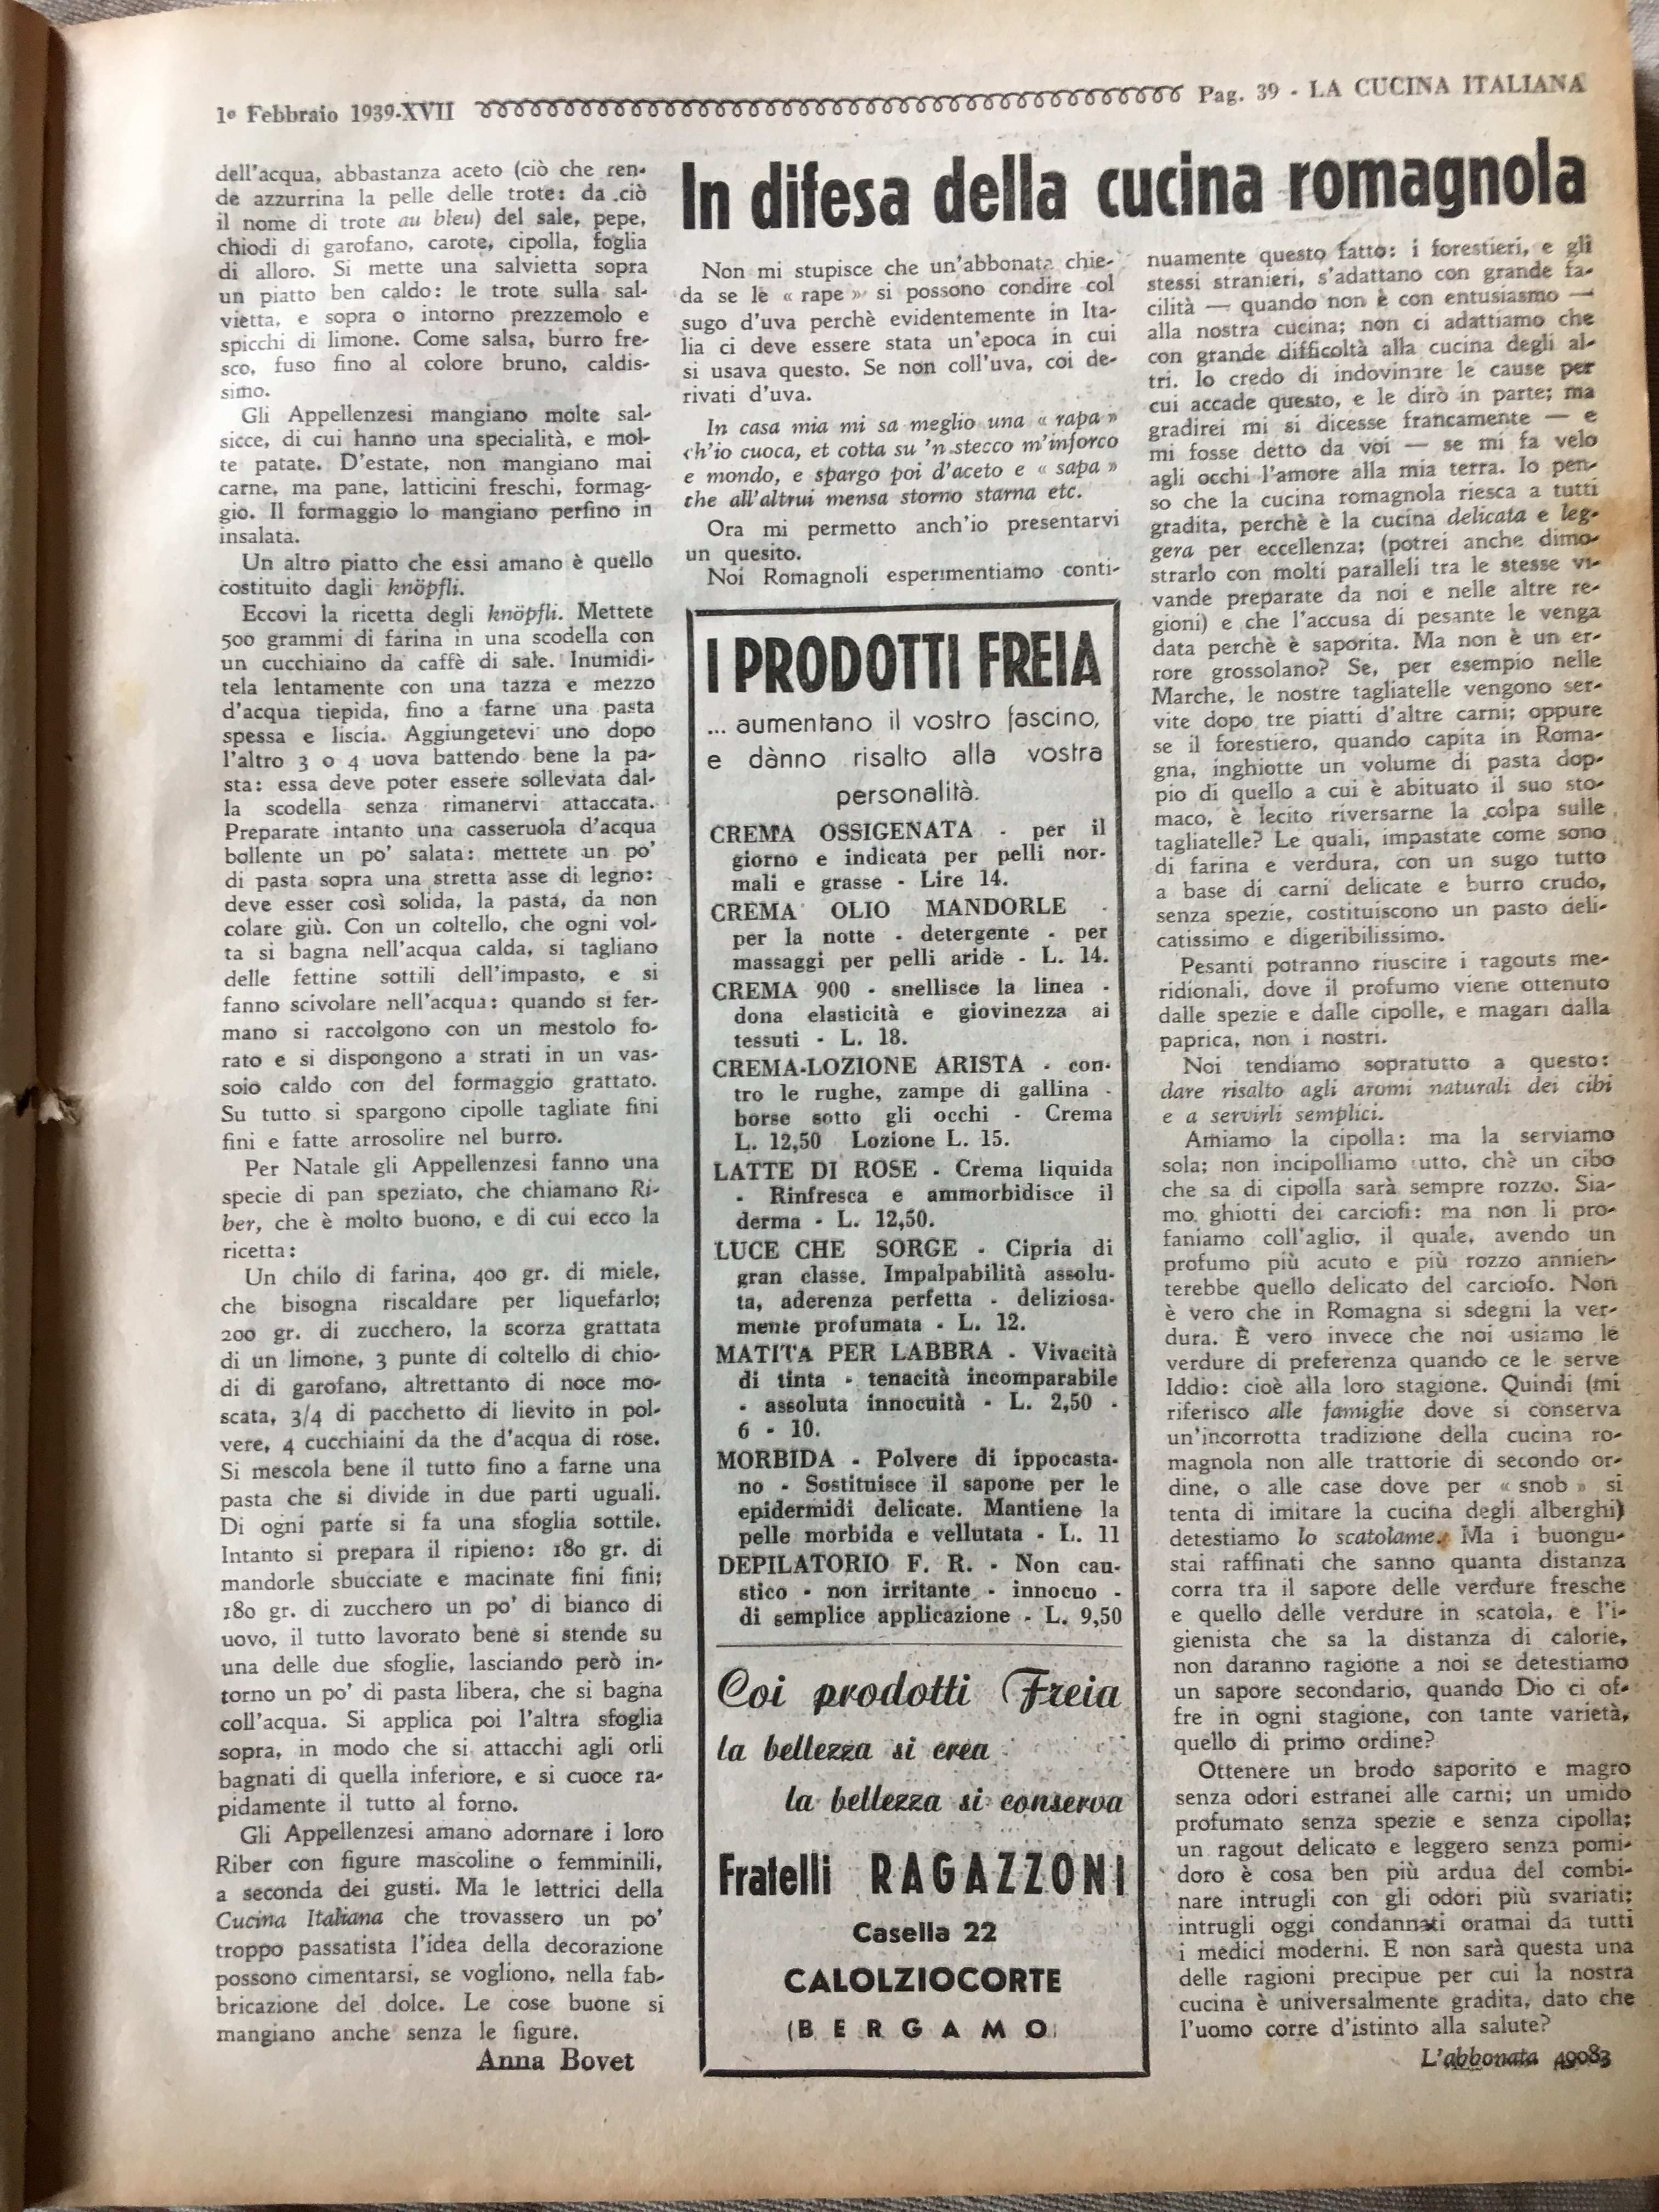 1º Febbraio 1939-XVII
Pag. 39 - LA CUCINA ITALIANA
dell'acqua, abbastanza aceto (ciò che ren-
de azzurrina la pelle delle trote: da ciò
il nome di trote au bleu) del sale, pepe,
chiodi di garofano, carote, cipolla, foglia
di alloro. Si mette una salvietta sopra
un piatto ben caldo: le trote sulla sal-
vietta, e sopra o intorno prezzemolo e
spicchi di limone. Come salsa, burro fre-
sco, fuso fino al colore bruno, caldis-
simo.
Gli Appellenzesi mangiano molte sal-
sicce, di cui hanno una specialità, e mol-
te patate. D'estate, non mangiano mai
carne, ma pane, latticini freschi, formag-
gio. Il formaggio lo mangiano perfino in
insalata.
Un altro piatto che essi amano è quello
costituito dagli knöpfli.
Eccovi la ricetta degli knöpfli. Mettete
500 grammi di farina in una scodella con
un cucchiaino da caffè di sale. Inumidi-
tela lentamente con una tazza e mezzo
d'acqua tiepida, fino a farne una pasta
spessa e liscia. Aggiungetevi uno dopo
l'altro 3 o 4 uova battendo bene la pa-
sta: essa deve poter essere sollevata dal-
la scodella senza rimanervi attaccata.
Preparate intanto una casseruola d'acqua
bollente un po' salata: mettete un po'
di pasta sopra una stretta asse di legno:
deve esser così solida, la pasta, da non
colare giù. Con un coltello, che ogni vol-
ta si bagna nell'acqua calda, si tagliano
delle fettine sottili dell'impasto, e si
fanno scivolare nell'acqua: quando si fer-
mano si raccolgono con un mestolo fo-
rato e si dispongono a strati in un vas-
soio caldo con del formaggio grattato.
Su tutto si spargono cipolle tagliate fini
fini e fatte arrosolire nel burro.
Per Natale gli Appellenzesi fanno una
specie di pan speziato, che chiamano Ri-
ber, che è molto buono, e di cui ecco la
ricetta:
Un chilo di farina, 400 gr. di miele,
che bisogna riscaldare per liquefarlo;
200 gr. di zucchero, la scorza grattata
di un limone, 3 punte di coltello di chio-
di di garofano, altrettanto di noce mo-
scata, 3/4 di pacchetto di lievito in pol-
vere, 4 cucchiaini da the d'acqua di rose.
Si mescola bene il tutto fino a farne una
pasta che si divide in due parti uguali.
Di ogni parte si fa una sfoglia sottile.
Intanto si prepara il ripieno: 180 gr. di
mandorle sbucciate e macinate fini fini;
180 gr. di zucchero un po' di bianco di
uovo, il tutto lavorato bene si stende su
una delle due sfoglie, lasciando però in-
torno un po' di pasta libera, che si bagna
coll'acqua. Si applica poi l'altra sfoglia
sopra, in modo che si attacchi agli orli
bagnati di quella inferiore, e si cuoce ra-
pidamente il tutto al forno.
Gli Appellenzesi amano adornare i loro
Riber con figure mascoline o femminili,
a seconda dei gusti. Ma le lettrici della
Cucina Italiana che trovassero un po'
troppo passatista l'idea della decorazione
possono cimentarsi, se vogliono, nella fab-
bricazione del dolce. Le cose buone si
mangiano anche senza le figure.
Anna Bovet
In difesa della cucina romagnola
Non mi stupisce che un'abbonata chie-
da se le « rape » si possono condire col
sugo d'uva perchè evidentemente in Ita-
lia ci deve essere stata un'epoca in cui
si usava questo. Se non coll'uva, coi de-
rivati d'uva.
In casa mia mi sa meglio una « rapa »
ch'io cuoca, et cotta su 'n stecco m'inforco
e mondo, e spargo poi d'aceto e « sapa »
che all'altrui mensa storno starna etc.
Ora mi permetto anch'io presentarvi
un quesito.
Noi Romagnoli esperimentiamo conti-
I PRODOTTI FREIA
... aumentano il vostro fascino,
e dànno risalto alla vostra
personalità.
CREMA OSSIGENATA - per il
giorno e indicata per pelli nor-
mali e grasse - Lire 14.
CREMA OLIO MANDORLE -
per la notte - detergente - per
massaggi per pelli aride - L. 14.
CREMA 900 - snellisce la linea -
dona elasticità e giovinezza ai
tessuti - L. 18.
CREMA-LOZIONE ARISTA - con-
tro le rughe, zampe di gallina -
borse sotto gli occhi - Crema
L. 12,50 Lozione L. 15.
LATTE DI ROSE - Crema liquida
- Rinfresca e ammorbidisce il
derma - L. 12,50.
LUCE CHE SORGE - Cipria di
gran classe. Impalpabilità assolu-
ta, aderenza perfetta - deliziosa-
mente profumata - L. 12.
MATITA PER LABBRA - Vivacità
di tinta - tenacità incomparabile
- assoluta innocuità - L. 2,50 -
6 - 10.
MORBIDA - Polvere di ippocasta-
no - Sostituisce il sapone per le
epidermidi delicate. Mantiene la
pelle morbida e vellutata - L. 11
DEPILATORIO F. R. - Non cau-
stico - non irritante - innocuo -
di semplice applicazione - L. 9,50
Coi prodotti Freia
la bellezza si crea
la bellezza si conserva
Fratelli RAGAZZONI
Casella 22
CALOLZIOCORTE
(BERGAMO)
nuamente questo fatto: i forestieri, e gli
stessi stranieri, s'adattano con grande fa-
cilità — quando non è con entusiasmo —
alla nostra cucina; non ci adattiamo che
con grande difficoltà alla cucina degli al-
tri. Io credo di indovinare le cause per
cui accade questo, e le dirò in parte; ma
gradirei mi si dicesse francamente — e
mi fosse detto da voi — se mi fa velo
agli occhi l'amore alla mia terra. Io pen-
so che la cucina romagnola riesca a tutti
gradita, perchè è la cucina delicata e leg-
gera per eccellenza; (potrei anche dimo-
strarlo con molti paralleli tra le stesse vi-
vande preparate da noi e nelle altre re-
gioni) e che l'accusa di pesante le venga
data perchè è saporita. Ma non è un er-
rore grossolano? Se, per esempio nelle
Marche, le nostre tagliatelle vengono ser-
vite dopo tre piatti d'altre carni; oppure
se il forestiero, quando capita in Roma-
gna, inghiotte un volume di pasta dop-
pio di quello a cui è abituato il suo sto-
maco, è lecito riversarne la colpa sulle
tagliatelle? Le quali, impastate come sono
di farina e verdura, con un sugo tutto
a base di carni delicate e burro crudo,
senza spezie, costituiscono un pasto deli-
catissimo e digeribilissimo.
Pesanti potranno riuscire i ragouts me-
ridionali, dove il profumo viene ottenuto
dalle spezie e dalle cipolle, e magari dalla
paprica, non i nostri.
Noi tendiamo sopratutto a questo:
dare risalto agli aromi naturali dei cibi
e a servirli semplici.
Amiamo la cipolla: ma la serviamo
sola; non incipolliamo tutto, chè un cibo
che sa di cipolla sarà sempre rozzo. Sia-
mo ghiotti dei carciofi: ma non li pro-
faniamo coll'aglio, il quale, avendo un
profumo più acuto e più rozzo annien-
terebbe quello delicato del carciofo. Non
è vero che in Romagna si sdegni la ver-
dura. È vero invece che noi usiamo le
verdure di preferenza quando ce le serve
Iddio: cioè alla loro stagione. Quindi (mi
riferisco alle famiglie dove si conserva
un'incorrotta tradizione della cucina ro-
magnola non alle trattorie di secondo or-
dine, o alle case dove per « snob » si
tenta di imitare la cucina degli alberghi)
detestiamo lo scatolame. Ma i buongu-
stai raffinati che sanno quanta distanza
corra tra il sapore delle verdure fresche
e quello delle verdure in scatola, e l'i-
gienista che sa la distanza di calorie,
non daranno ragione a noi se detestiamo
un sapore secondario, quando Dio ci of-
fre in ogni stagione, con tante varietà,
quello di primo ordine?
Ottenere un brodo saporito e magro
senza odori estranei alle carni; un umido
profumato senza spezie e senza cipolla;
un ragout delicato e leggero senza pomi-
doro è cosa ben più ardua del combi-
nare intrugli con gli odori più svariati;
intrugli oggi condannati oramai da tutti
i medici moderni. E non sarà questa una
delle ragioni precipue per cui la nostra
cucina è universalmente gradita, dato che
l'uomo corre d'istinto alla salute?
L'abbonata 49083